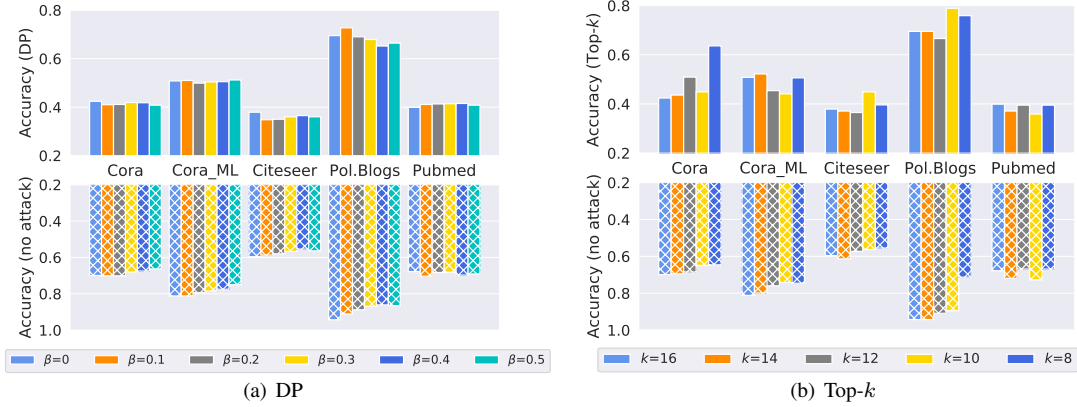 0.8
0.6
0.4
0.2
Accuracy (DP)
Cora Cora_ML Citeseer Pol.Blogs Pubmed
0.2
0.4
0.6
0.8
1.0
Accuracy (no attack)
β=0 β=0.1 β=0.2 β=0.3 β=0.4 β=0.5
(a) DP
0.8
0.6
0.4
0.2
Accuracy (Top-k)
Cora Cora_ML Citeseer Pol.Blogs Pubmed
0.2
0.4
0.6
0.8
1.0
Accuracy (no attack)
k=16 k=14 k=12 k=10 k=8
(b) Top-k